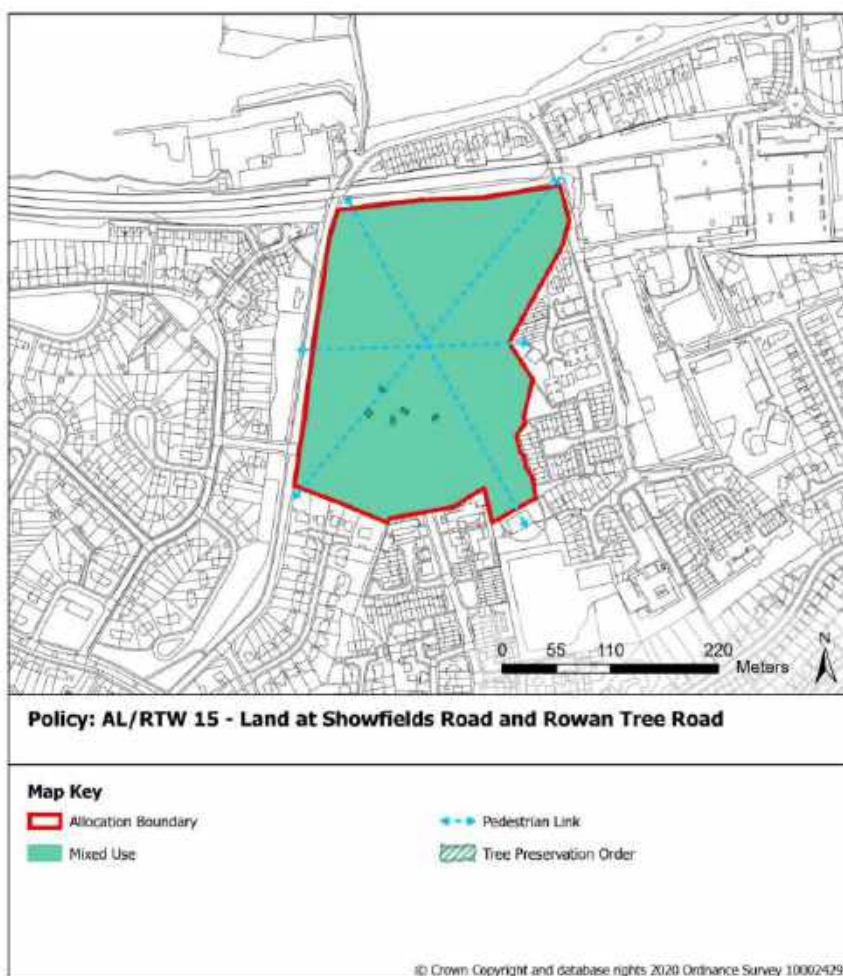 0 55 110 220
Meters
N
Policy: AL/RTW 15 - Land at Showfields Road and Rowan Tree Road
Map Key
Allocation Boundary
Pedestrian Link
Mixed Use
Tree Preservation Order
© Crown Copyright and database rights 2020 Ordnance Survey 10002429